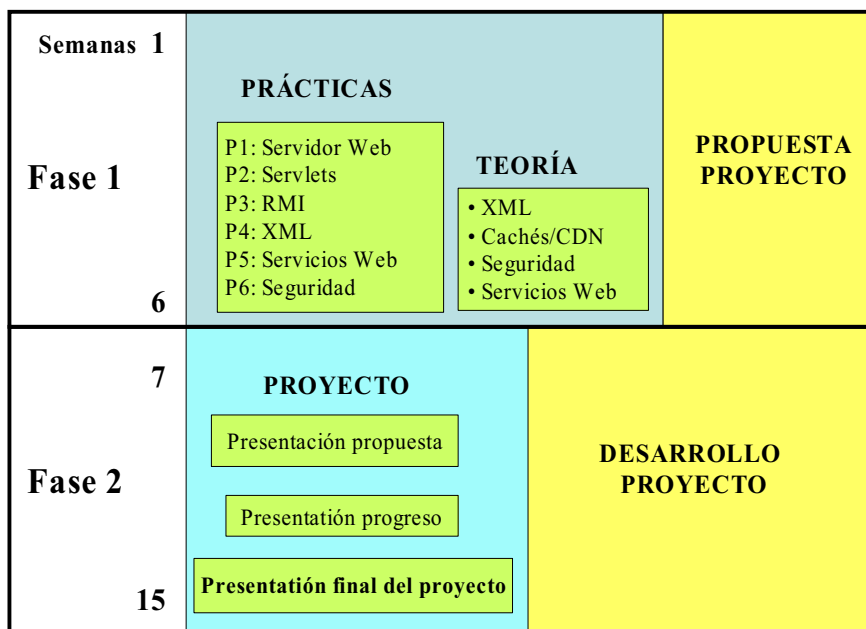 Semanas 1
Fase 1
6
PRÁCTICAS
P1: Servidor Web
P2: Servlets
P3: RMI
P4: XML
P5: Servicios Web
P6: Seguridad
TEORÍA
• XML
• Cachés/CDN
• Seguridad
• Servicios Web
PROPUESTA
PROYECTO
7
Fase 2
15
PROYECTO
Presentación propuesta
Presentatión progreso
Presentatión final del proyecto
DESARROLLO
PROYECTO